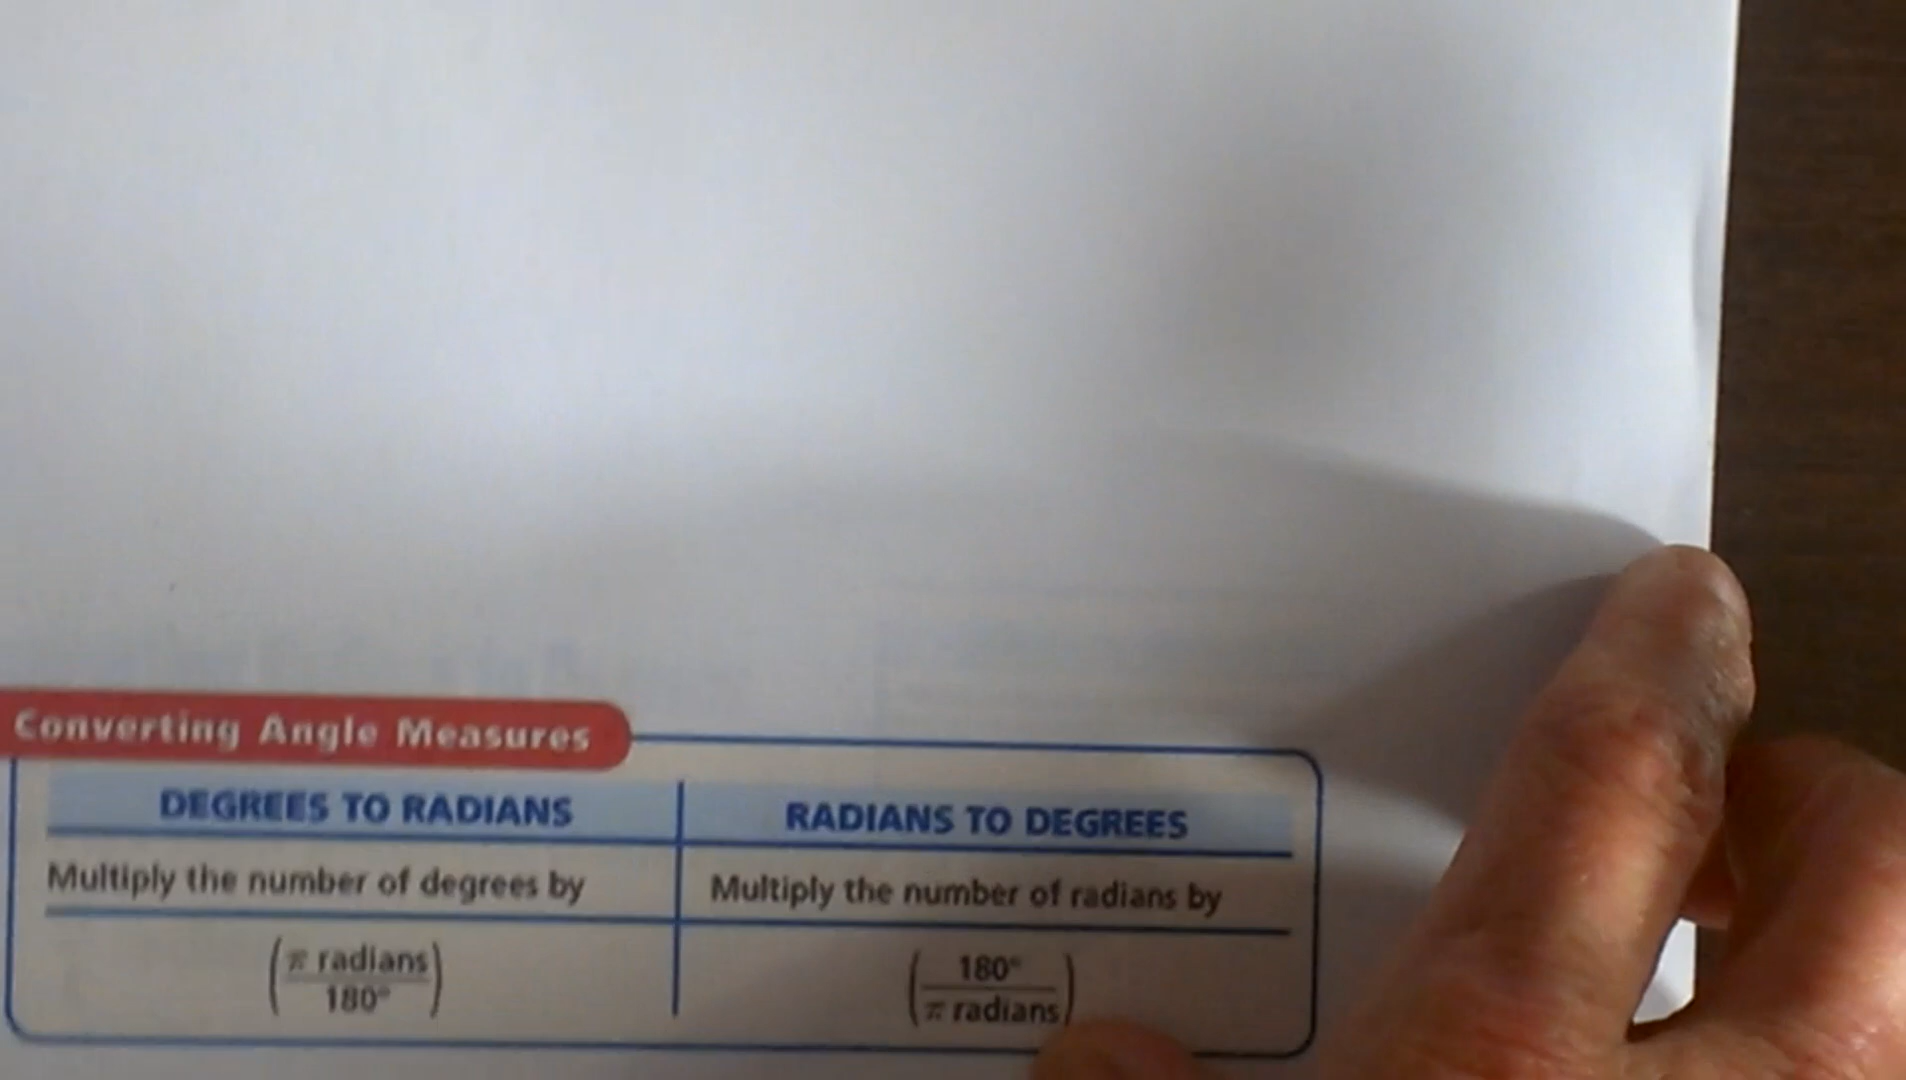 Converting Angle Measures
DEGREES TO RADIANS
RADIANS TO DEGREES
Multiply the number of degrees by
Multiply the number of radians by
(π radians / 180°)
(180° / π radians)